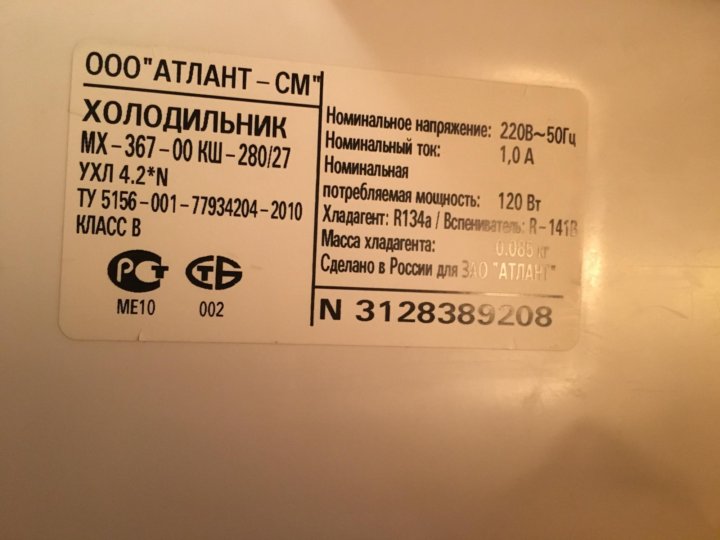 ООО"АТЛАНТ-СМ"
ХОЛОДИЛЬНИК
МХ-367-00 КШ-280/27
УХЛ 4.2*N
ТУ 5156-001-77934204-2010
КЛАСС В
РСТ
СТБ
МЕ10
002
Номинальное напряжение: 220В~50Гц
Номинальный ток: 1,0 А
Номинальная
потребляемая мощность: 120 Вт
Хладагент: R134a / Вспениватель: R-141B
Масса хладагента: 0.085 кг
Сделано в России для ЗАО "АТЛАНТ"
N 3128389208